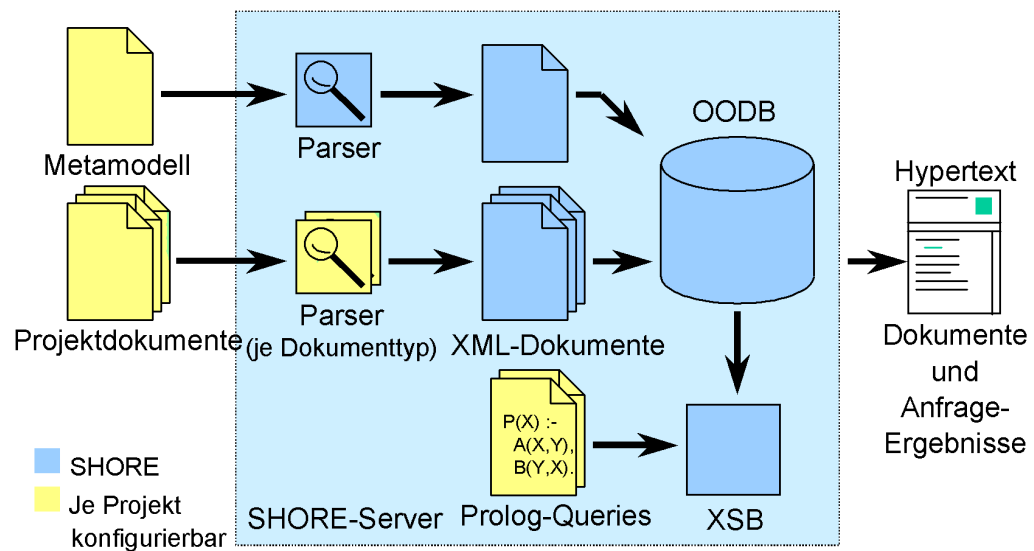 OODB
Parser
Metamodell
Hypertext
Projektdokumente
Parser
(je Dokumenttyp)
XML-Dokumente
Dokumente
und
Anfrage-
Ergebnisse
P(X) :-
A(X,Y),
B(Y,X).
SHORE
Je Projekt
konfigurierbar
SHORE-Server
Prolog-Queries
XSB